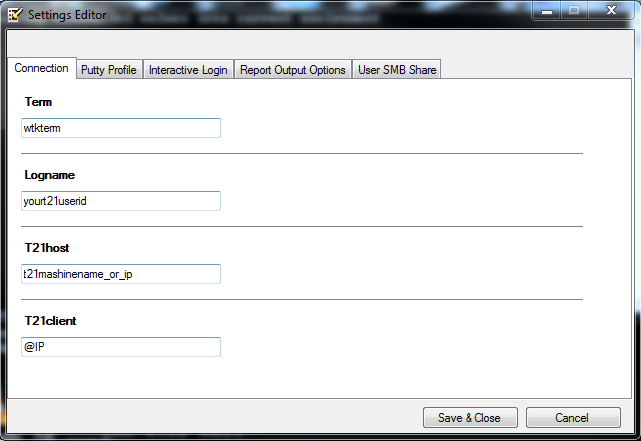 Settings Editor
Connection
Putty Profile
Interactive Login
Report Output Options
User SMB Share
Term
wtkterm
Logname
yourt21userid
T21host
t21mashinename_or_ip
T21client
@IP
Save & Close
Cancel